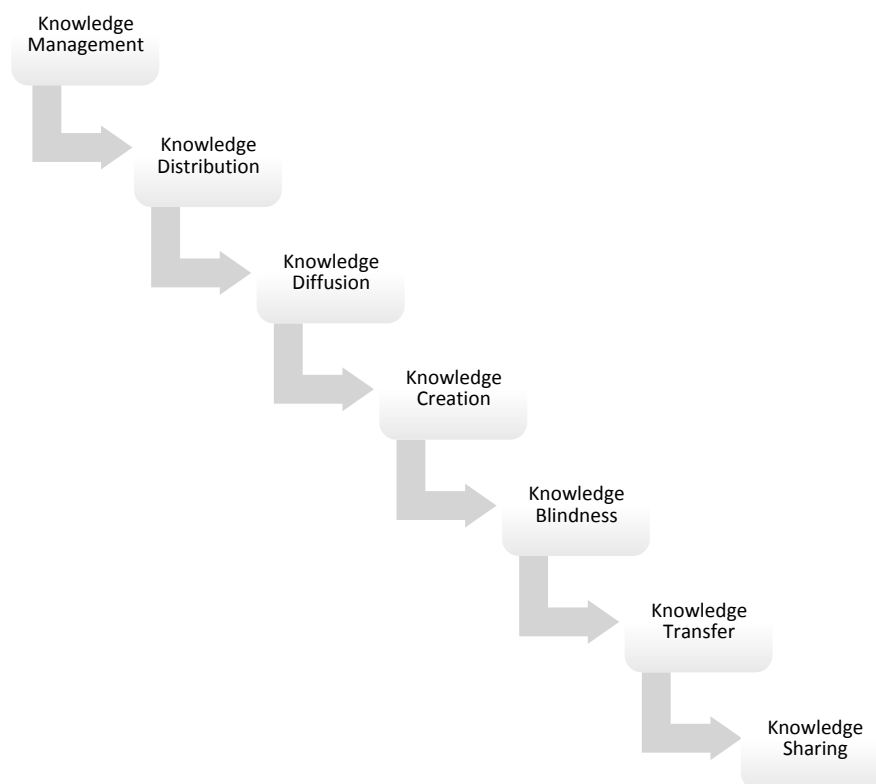 Knowledge
Management
Knowledge
Distribution
Knowledge
Diffusion
Knowledge
Creation
Knowledge
Blindness
Knowledge
Transfer
Knowledge
Sharing